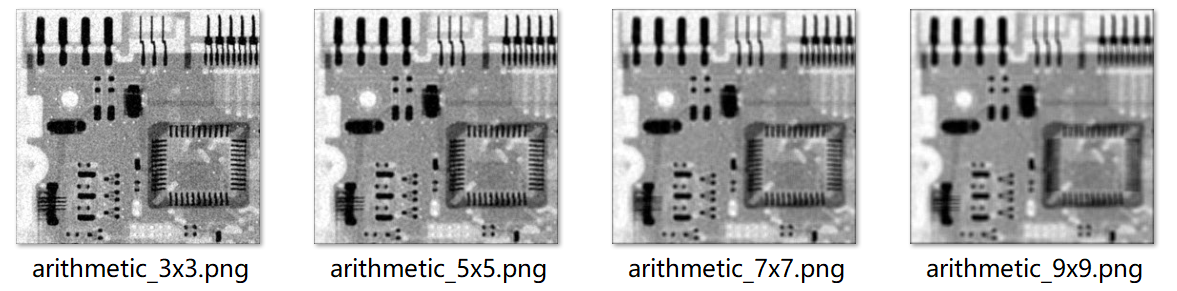 arithmetic_3x3.png
arithmetic_5x5.png
arithmetic_7x7.png
arithmetic_9x9.png